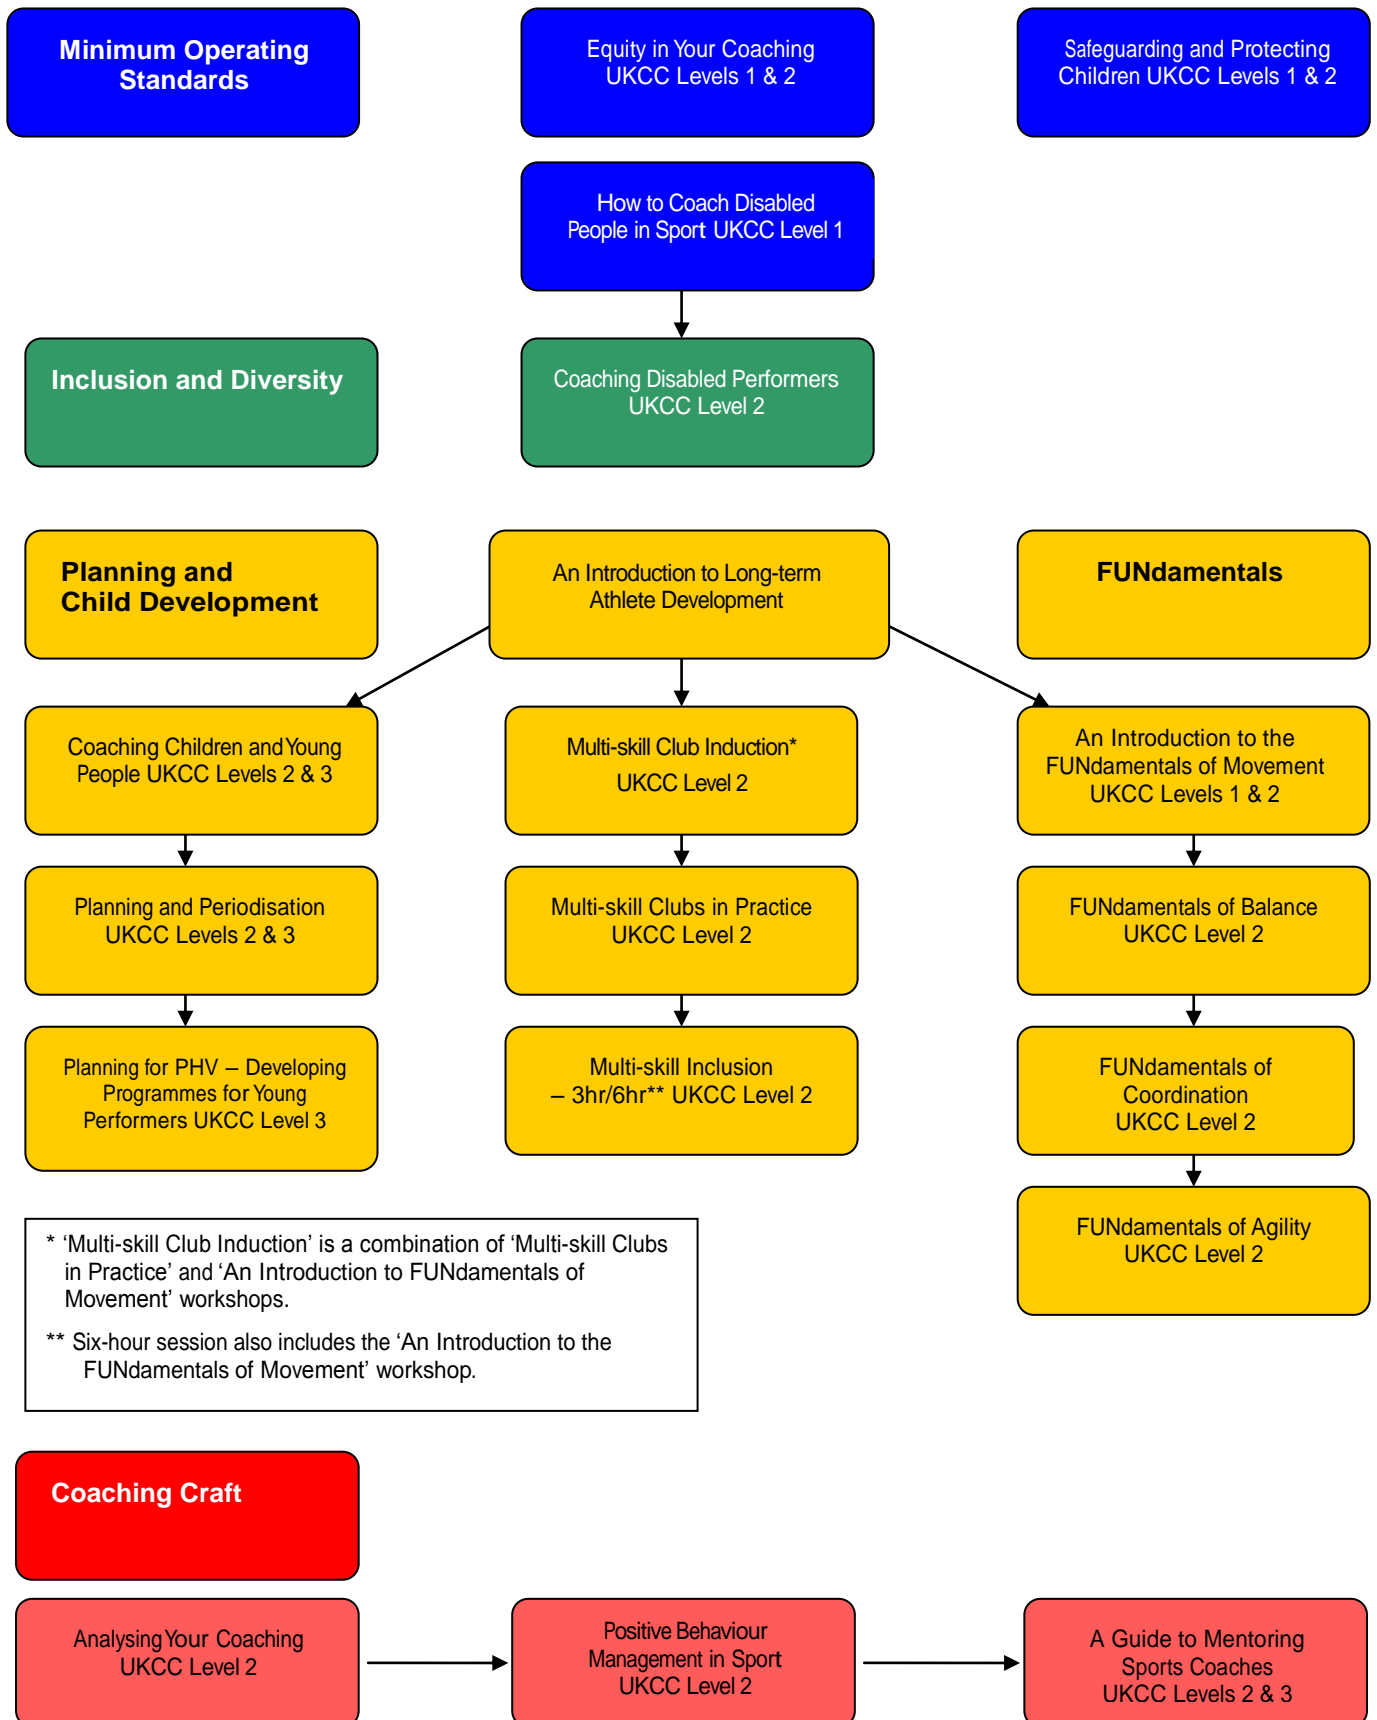 Minimum Operating
Standards
Equity in Your Coaching
UKCC Levels 1 & 2
Safeguarding and Protecting
Children UKCC Levels 1 & 2
How to Coach Disabled
People in Sport UKCC Level 1
Inclusion and Diversity
Coaching Disabled Performers
UKCC Level 2
Planning and
Child Development
An Introduction to Long-term
Athlete Development
FUNdamentals
Coaching Children and Young
People UKCC Levels 2 & 3
Multi-skill Club Induction*
UKCC Level 2
An Introduction to the
FUNdamentals of Movement
UKCC Levels 1 & 2
Planning and Periodisation
UKCC Levels 2 & 3
Multi-skill Clubs in Practice
UKCC Level 2
FUNdamentals of Balance
UKCC Level 2
Planning for PHV – Developing
Programmes for Young
Performers UKCC Level 3
Multi-skill Inclusion
– 3hr/6hr** UKCC Level 2
FUNdamentals of
Coordination
UKCC Level 2
FUNdamentals of Agility
UKCC Level 2
* ‘Multi-skill Club Induction’ is a combination of ‘Multi-skill Clubs
in Practice’ and ‘An Introduction to FUNdamentals of
Movement’ workshops.
** Six-hour session also includes the ‘An Introduction to the
FUNdamentals of Movement’ workshop.
Coaching Craft
Analysing Your Coaching
UKCC Level 2
Positive Behaviour
Management in Sport
UKCC Level 2
A Guide to Mentoring
Sports Coaches
UKCC Levels 2 & 3